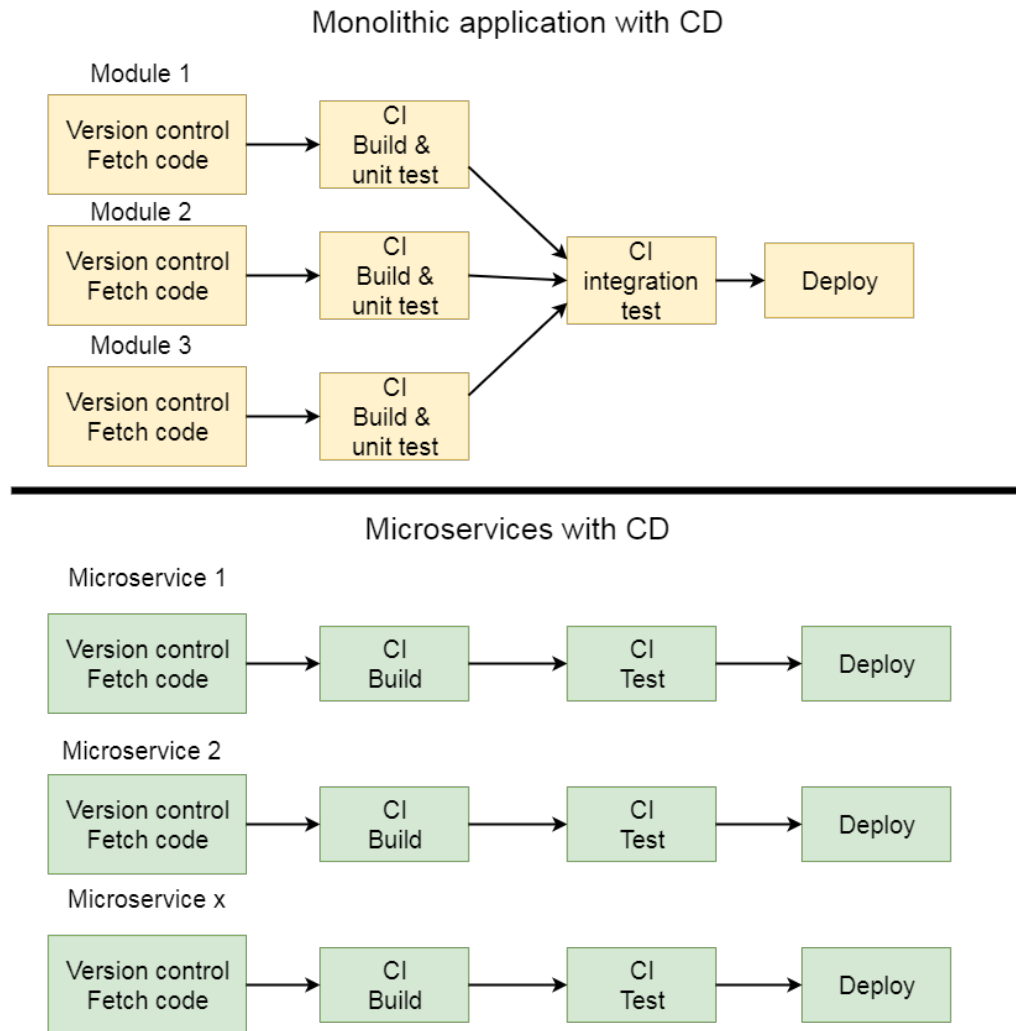 Monolithic application with CD
Module 1
Version control
Fetch code
CI
Build &
unit test
Module 2
Version control
Fetch code
CI
Build &
unit test
CI
integration
test
Deploy
Module 3
Version control
Fetch code
CI
Build &
unit test
Microservices with CD
Microservice 1
Version control
Fetch code
CI
Build
CI
Test
Deploy
Microservice 2
Version control
Fetch code
CI
Build
CI
Test
Deploy
Microservice x
Version control
Fetch code
CI
Build
CI
Test
Deploy